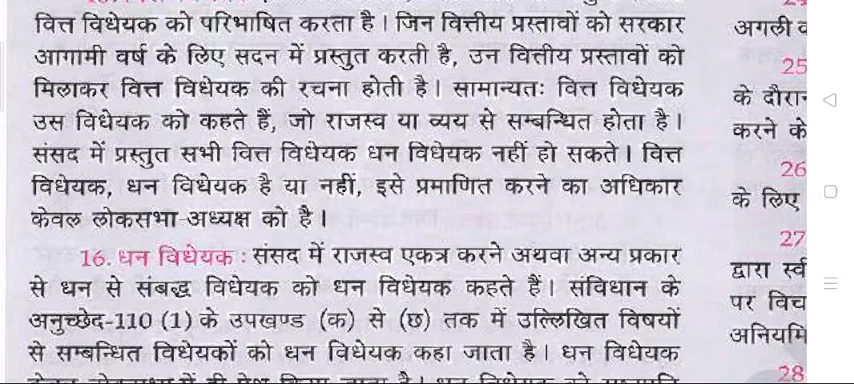 वित्त विधेयक को परिभाषित करता है। जिन वित्तीय प्रस्तावों को सरकार
आगामी वर्ष के लिए सदन में प्रस्तुत करती है, उन वित्तीय प्रस्तावों को
मिलाकर वित्त विधेयक की रचना होती है। सामान्यतः वित्त विधेयक
उस विधेयक को कहते हैं, जो राजस्व या व्यय से सम्बन्धित होता है।
संसद में प्रस्तुत सभी वित्त विधेयक धन विधेयक नहीं हो सकते। वित्त
विधेयक, धन विधेयक है या नहीं, इसे प्रमाणित करने का अधिकार
केवल लोकसभा अध्यक्ष को है।
16. धन विधेयक : संसद में राजस्व एकत्र करने अथवा अन्य प्रकार
से धन से संबद्ध विधेयक को धन विधेयक कहते हैं। संविधान के
अनुच्छेद-110 (1) के उपखण्ड (क) से (छ) तक में उल्लिखित विषयों
से सम्बन्धित विधेयकों को धन विधेयक कहा जाता है। धन विधेयक
अगली
25
के
करने के
26
के लिए
27
द्वारा
पर
28